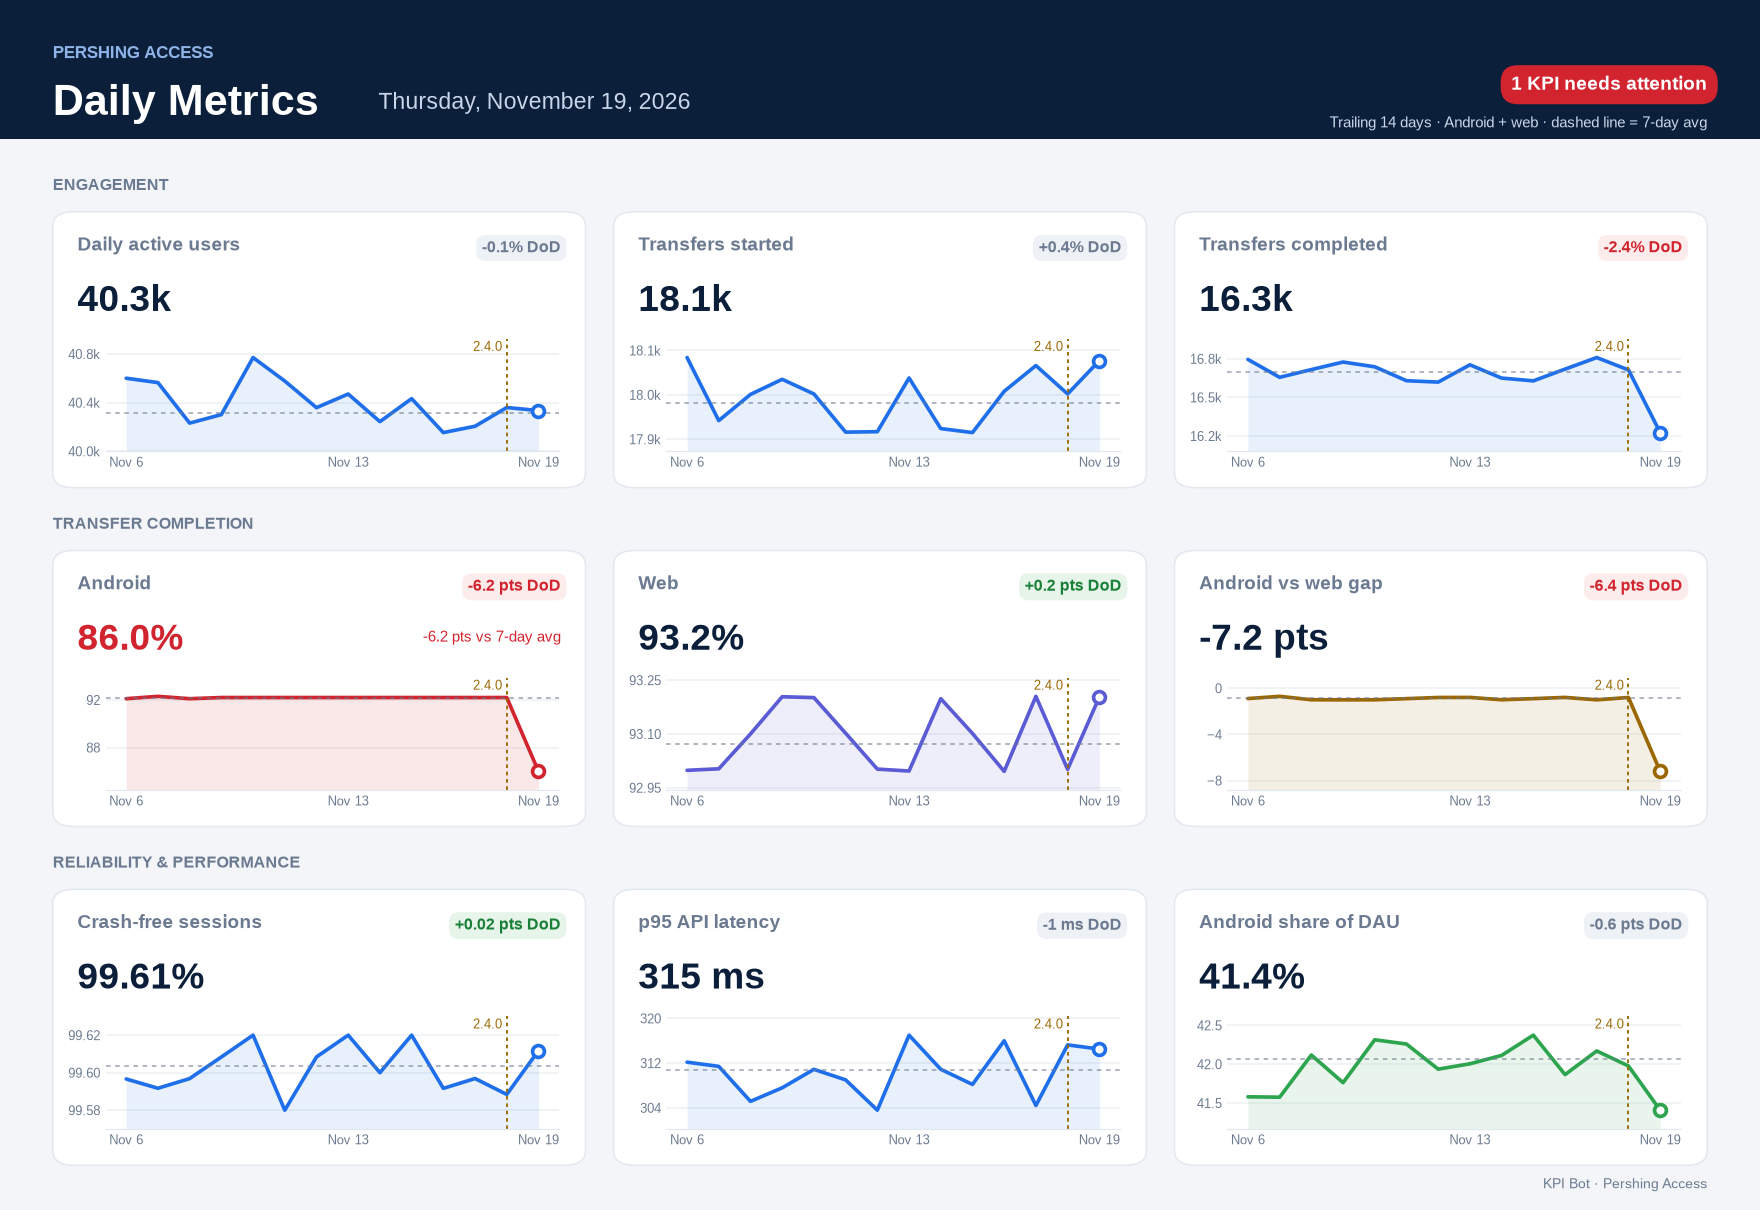 PERSHING ACCESS
Daily Metrics
Thursday, November 19, 2026
1 KPI needs attention
Trailing 14 days · Android + web · dashed line = 7-day avg
ENGAGEMENT
Daily active users
-0.1% DoD
40.3k
2.4.0
40.8k
40.4k
40.0k
Nov 6
Nov 13
Nov 19
Transfers started
+0.4% DoD
18.1k
2.4.0
18.1k
18.0k
17.9k
Nov 6
Nov 13
Nov 19
Transfers completed
-2.4% DoD
16.3k
2.4.0
16.8k
16.5k
16.2k
Nov 6
Nov 13
Nov 19
TRANSFER COMPLETION
Android
-6.2 pts DoD
86.0%
-6.2 pts vs 7-day avg
2.4.0
92
88
Nov 6
Nov 13
Nov 19
Web
+0.2 pts DoD
93.2%
2.4.0
93.25
93.10
92.95
Nov 6
Nov 13
Nov 19
Android vs web gap
-6.4 pts DoD
-7.2 pts
2.4.0
0
−4
−8
Nov 6
Nov 13
Nov 19
RELIABILITY & PERFORMANCE
Crash-free sessions
+0.02 pts DoD
99.61%
2.4.0
99.62
99.60
99.58
Nov 6
Nov 13
Nov 19
p95 API latency
-1 ms DoD
315 ms
2.4.0
320
312
304
Nov 6
Nov 13
Nov 19
Android share of DAU
-0.6 pts DoD
41.4%
2.4.0
42.5
42.0
41.5
Nov 6
Nov 13
Nov 19
KPI Bot · Pershing Access